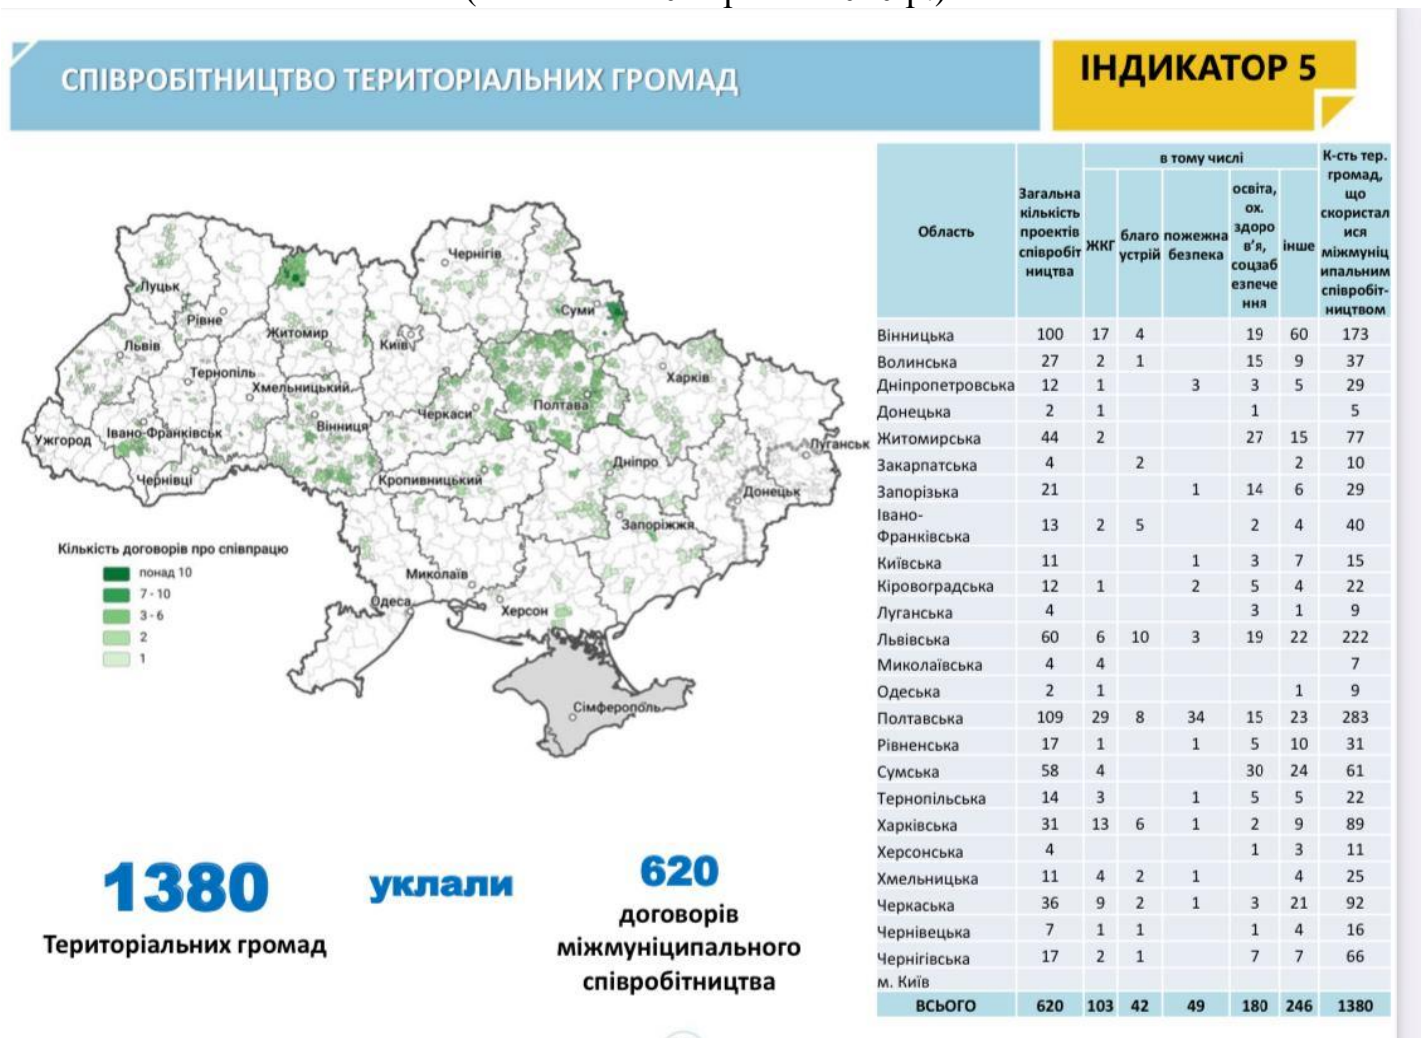 СПІВРОБІТНИЦТВО ТЕРИТОРІАЛЬНИХ ГРОМАД
ІНДИКАТОР 5
Чернігів
Луцьк
Рівне
Суми
Житомир
Київ
Львів
Тернопіль
Хмельницький
Харків
Полтава
Черкаси
Вінниця
Івано-Франківськ
Ужгород
Луганськ
Чернівці
Кропивницький
Дніпро
Донецьк
Запоріжжя
Миколаїв
Одеса
Херсон
Сімферополь
Кількість договорів про співпрацю
понад 10
7 - 10
3 - 6
2
1
1380
Територіальних громад
уклали
620
договорів
міжмуніципального
співробітництва
Область
Загальна
кількість
проектів
співробіт
ництва
в тому числі
ЖКГ
благо
устрій
пожежна
безпека
освіта,
ох.
здоро
в'я,
соцзаб
езпече
ння
інше
К-сть тер.
громад,
що
скористал
ися
міжмуніц
ипальним
співробіт-
ництвом
Вінницька 100 17 4 19 60 173
Волинська 27 2 1 15 9 37
Дніпропетровська 12 1 3 3 5 29
Донецька 2 1 1 5
Житомирська 44 2 27 15 77
Закарпатська 4 2 2 10
Запорізька 21 1 14 6 29
Івано-
Франківська 13 2 5 2 4 40
Київська 11 1 3 7 15
Кіровоградська 12 1 2 5 4 22
Луганська 4 3 1 9
Львівська 60 6 10 3 19 22 222
Миколаївська 4 4 7
Одеська 2 1 1 9
Полтавська 109 29 8 34 15 23 283
Рівненська 17 1 1 5 10 31
Сумська 58 4 30 24 61
Тернопільська 14 3 1 5 5 22
Харківська 31 13 6 1 2 9 89
Херсонська 4 1 3 11
Хмельницька 11 4 2 1 4 25
Черкаська 36 9 2 1 3 21 92
Чернівецька 7 1 1 1 4 16
Чернігівська 17 2 1 7 7 66
м. Київ
ВСЬОГО 620 103 42 49 180 246 1380